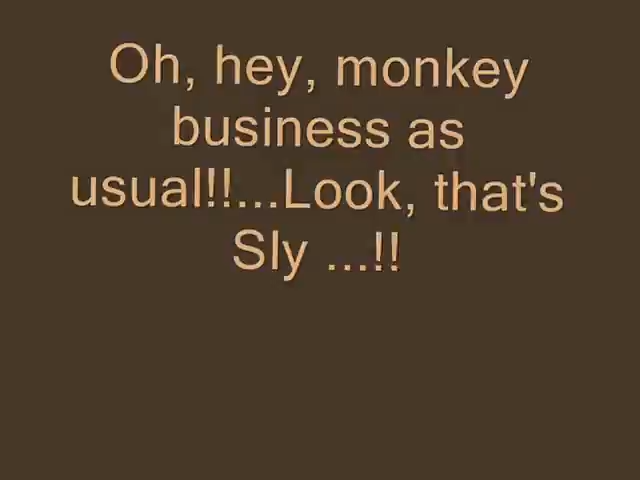 Oh, hey, monkey
business as
usual!!...Look, that's
Sly ...!!